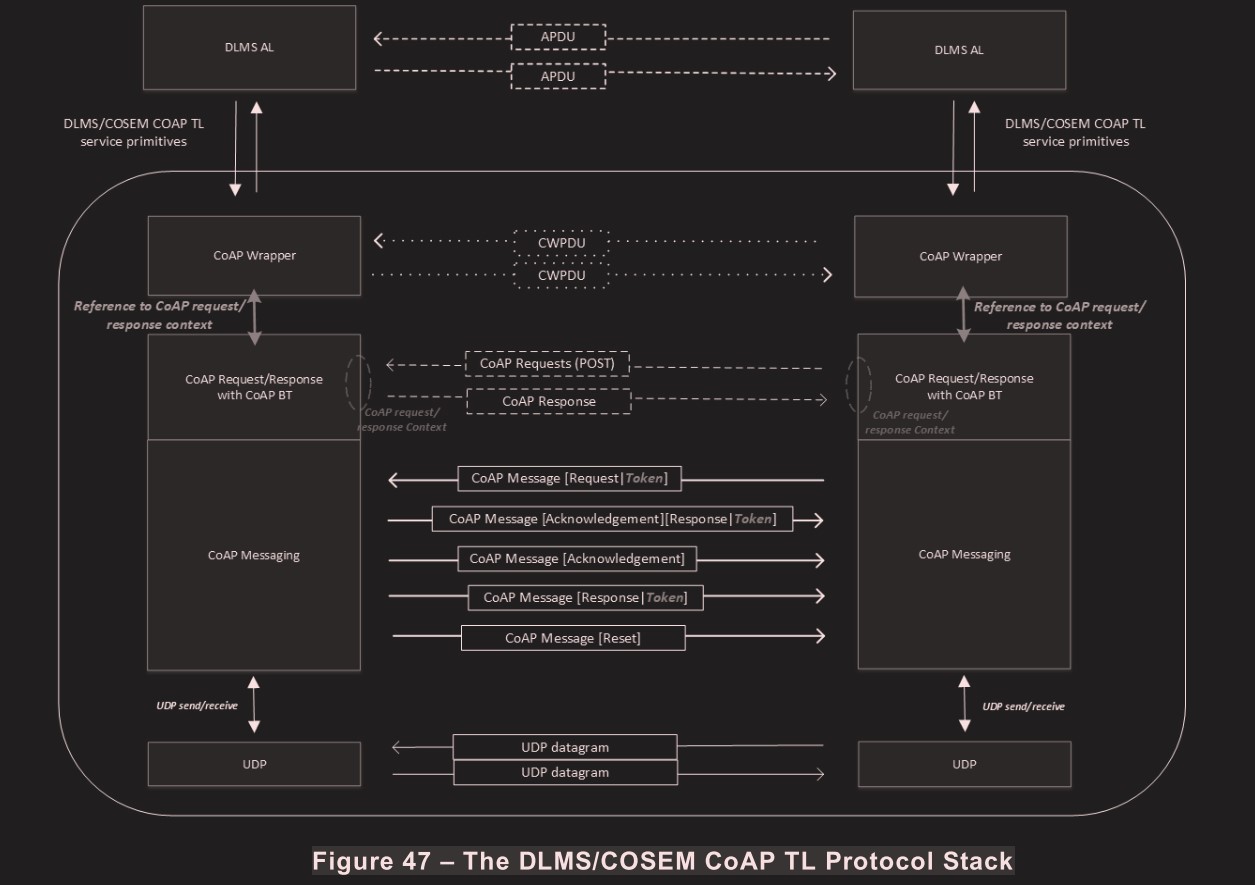 DLMS AL
APDU
DLMS AL
APDU
DLMS/COSEM COAP TL
service primitives
DLMS/COSEM COAP TL
service primitives
CoAP Wrapper
CWPDU
CoAP Wrapper
CWPDU
Reference to CoAP request/
response context
Reference to CoAP request/
response context
CoAP Request/Response
with CoAP BT
CoAP Requests (POST)
CoAP Response
CoAP Request/Response
with CoAP BT
CoAP request/
response Context
CoAP request/
response Context
CoAP Message [Request|Token]
CoAP Message [Acknowledgement][Response|Token]
CoAP Messaging
CoAP Message [Acknowledgement]
CoAP Messaging
CoAP Message [Response|Token]
CoAP Message [Reset]
UDP send/receive
UDP send/receive
UDP
UDP datagram
UDP datagram
UDP
Figure 47 – The DLMS/COSEM CoAP TL Protocol Stack